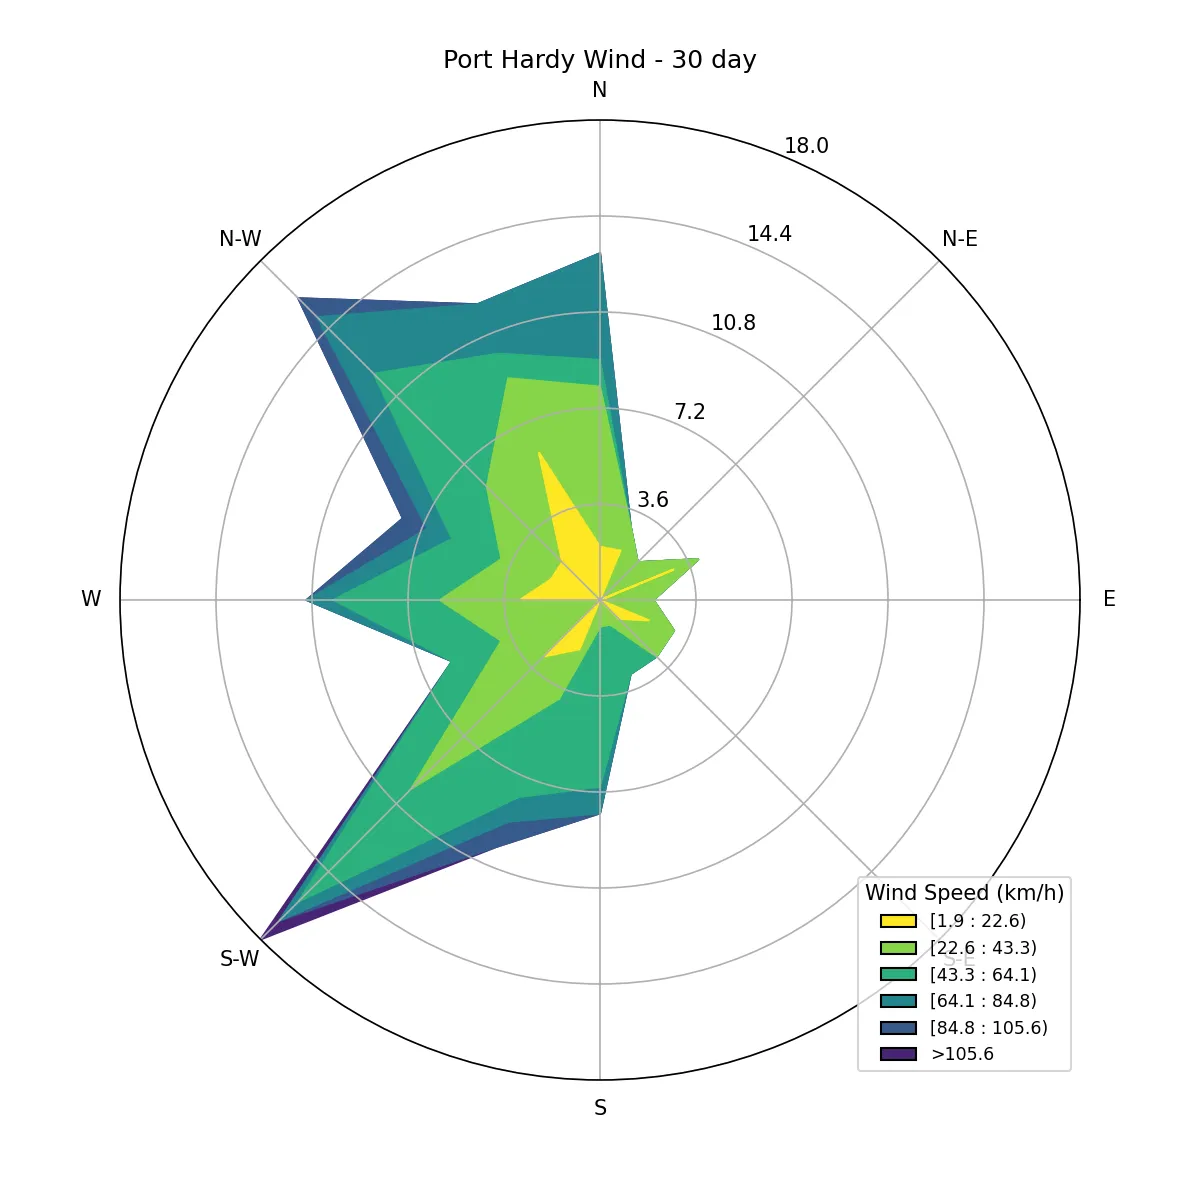 Port Hardy Wind - 30 day
N
18.0
N-W
14.4
N-E
10.8
7.2
3.6
W
E
S-W
S-E
S
Wind Speed (km/h)
[1.9 : 22.6)
[22.6 : 43.3)
[43.3 : 64.1)
[64.1 : 84.8)
[84.8 : 105.6)
>105.6